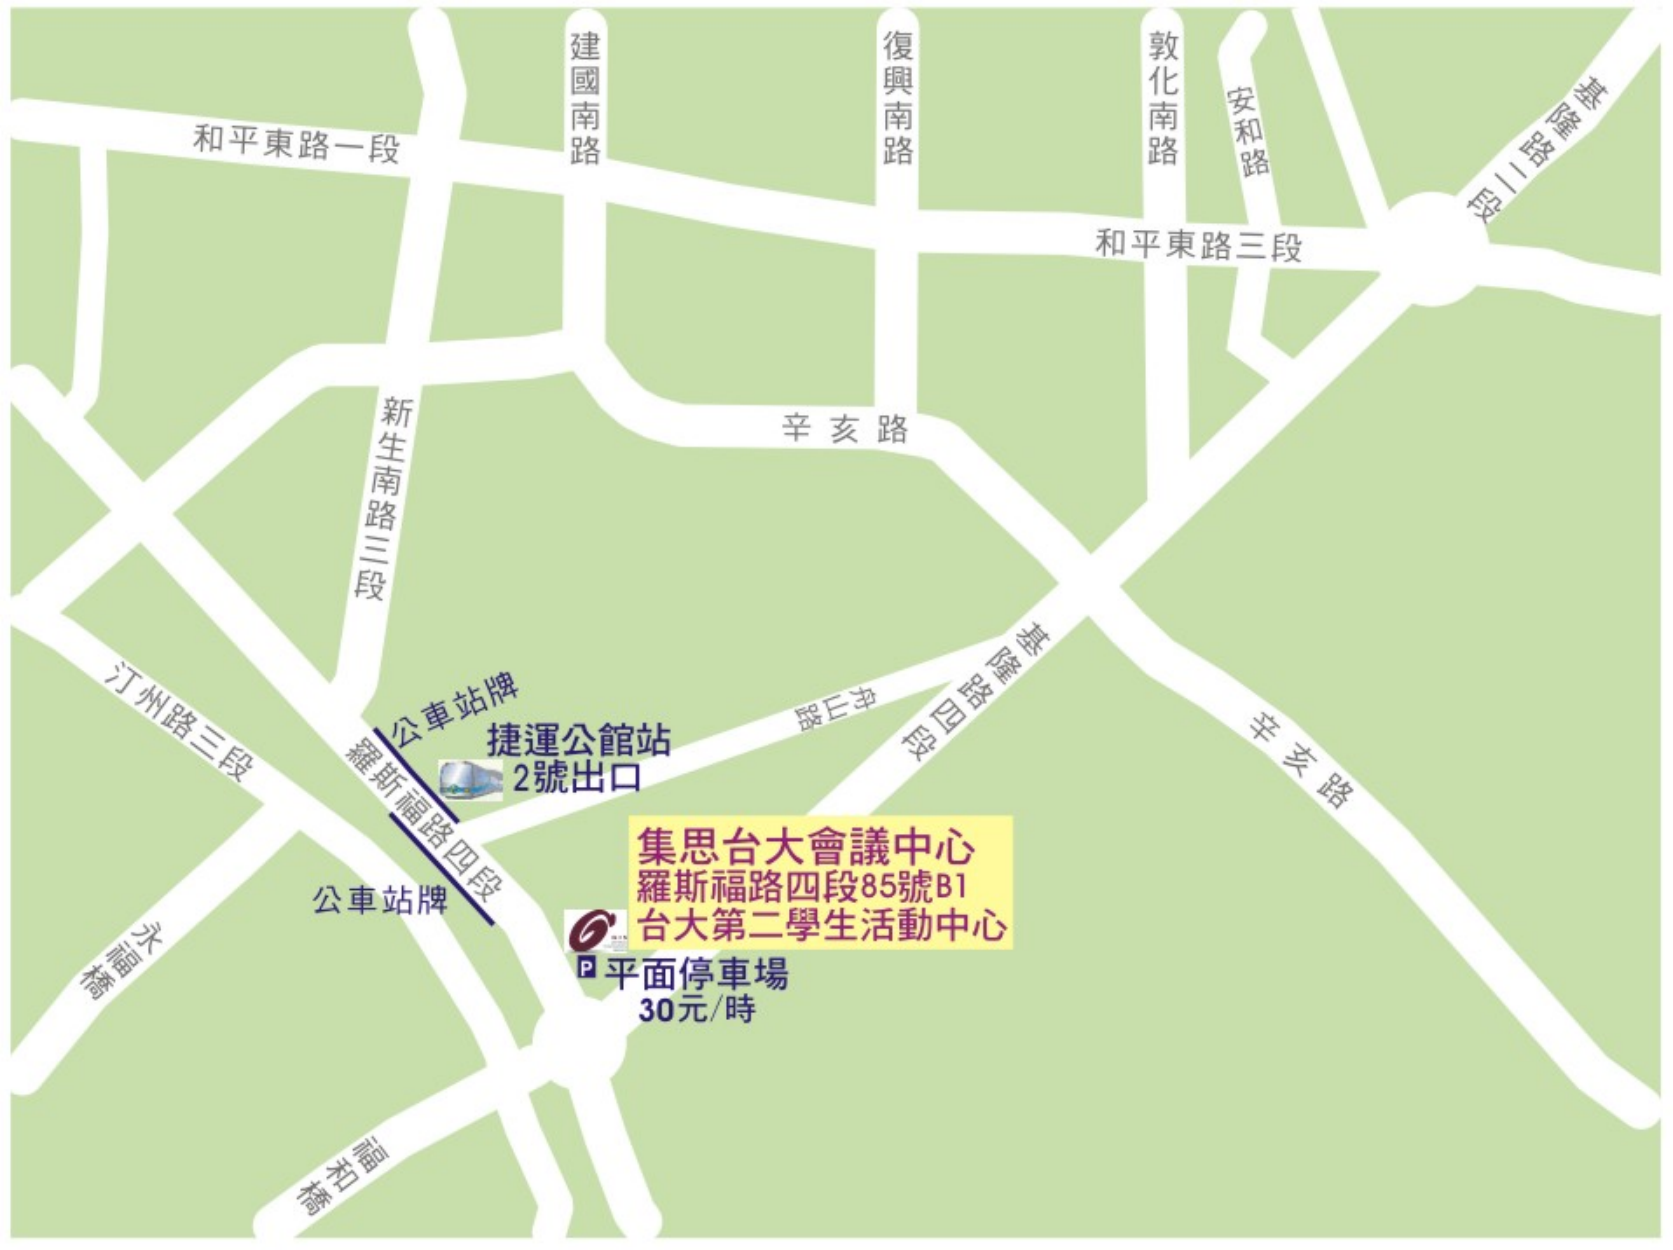 建國南路
復興南路
敦化南路
安和路
基隆路二段
和平東路一段
和平東路三段
新生南路三段
辛亥路
汀州路三段
公車站牌
捷運公館站
2號出口
羅斯福路四段
舟山路
基隆路四段
辛亥路
公車站牌
集思台大會議中心
羅斯福路四段85號B1
台大第二學生活動中心
P 平面停車場
30元/時
永福橋
福和橋